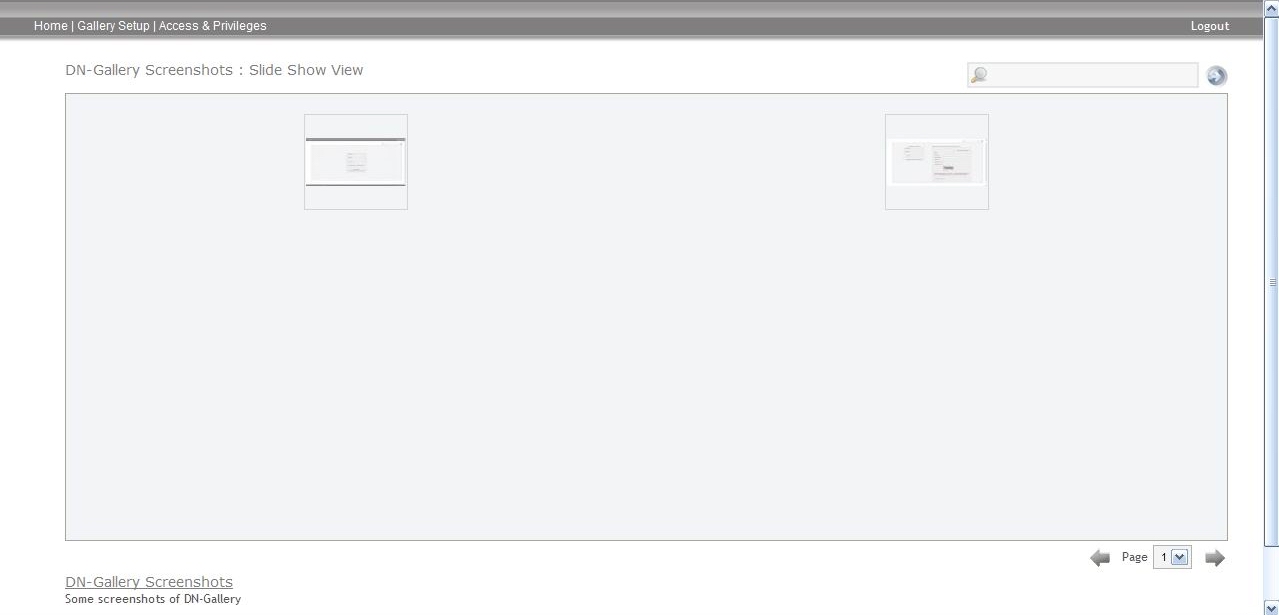 Home | Gallery Setup | Access & Privileges
Logout
DN-Gallery Screenshots : Slide Show View
Page 1
DN-Gallery Screenshots
Some screenshots of DN-Gallery